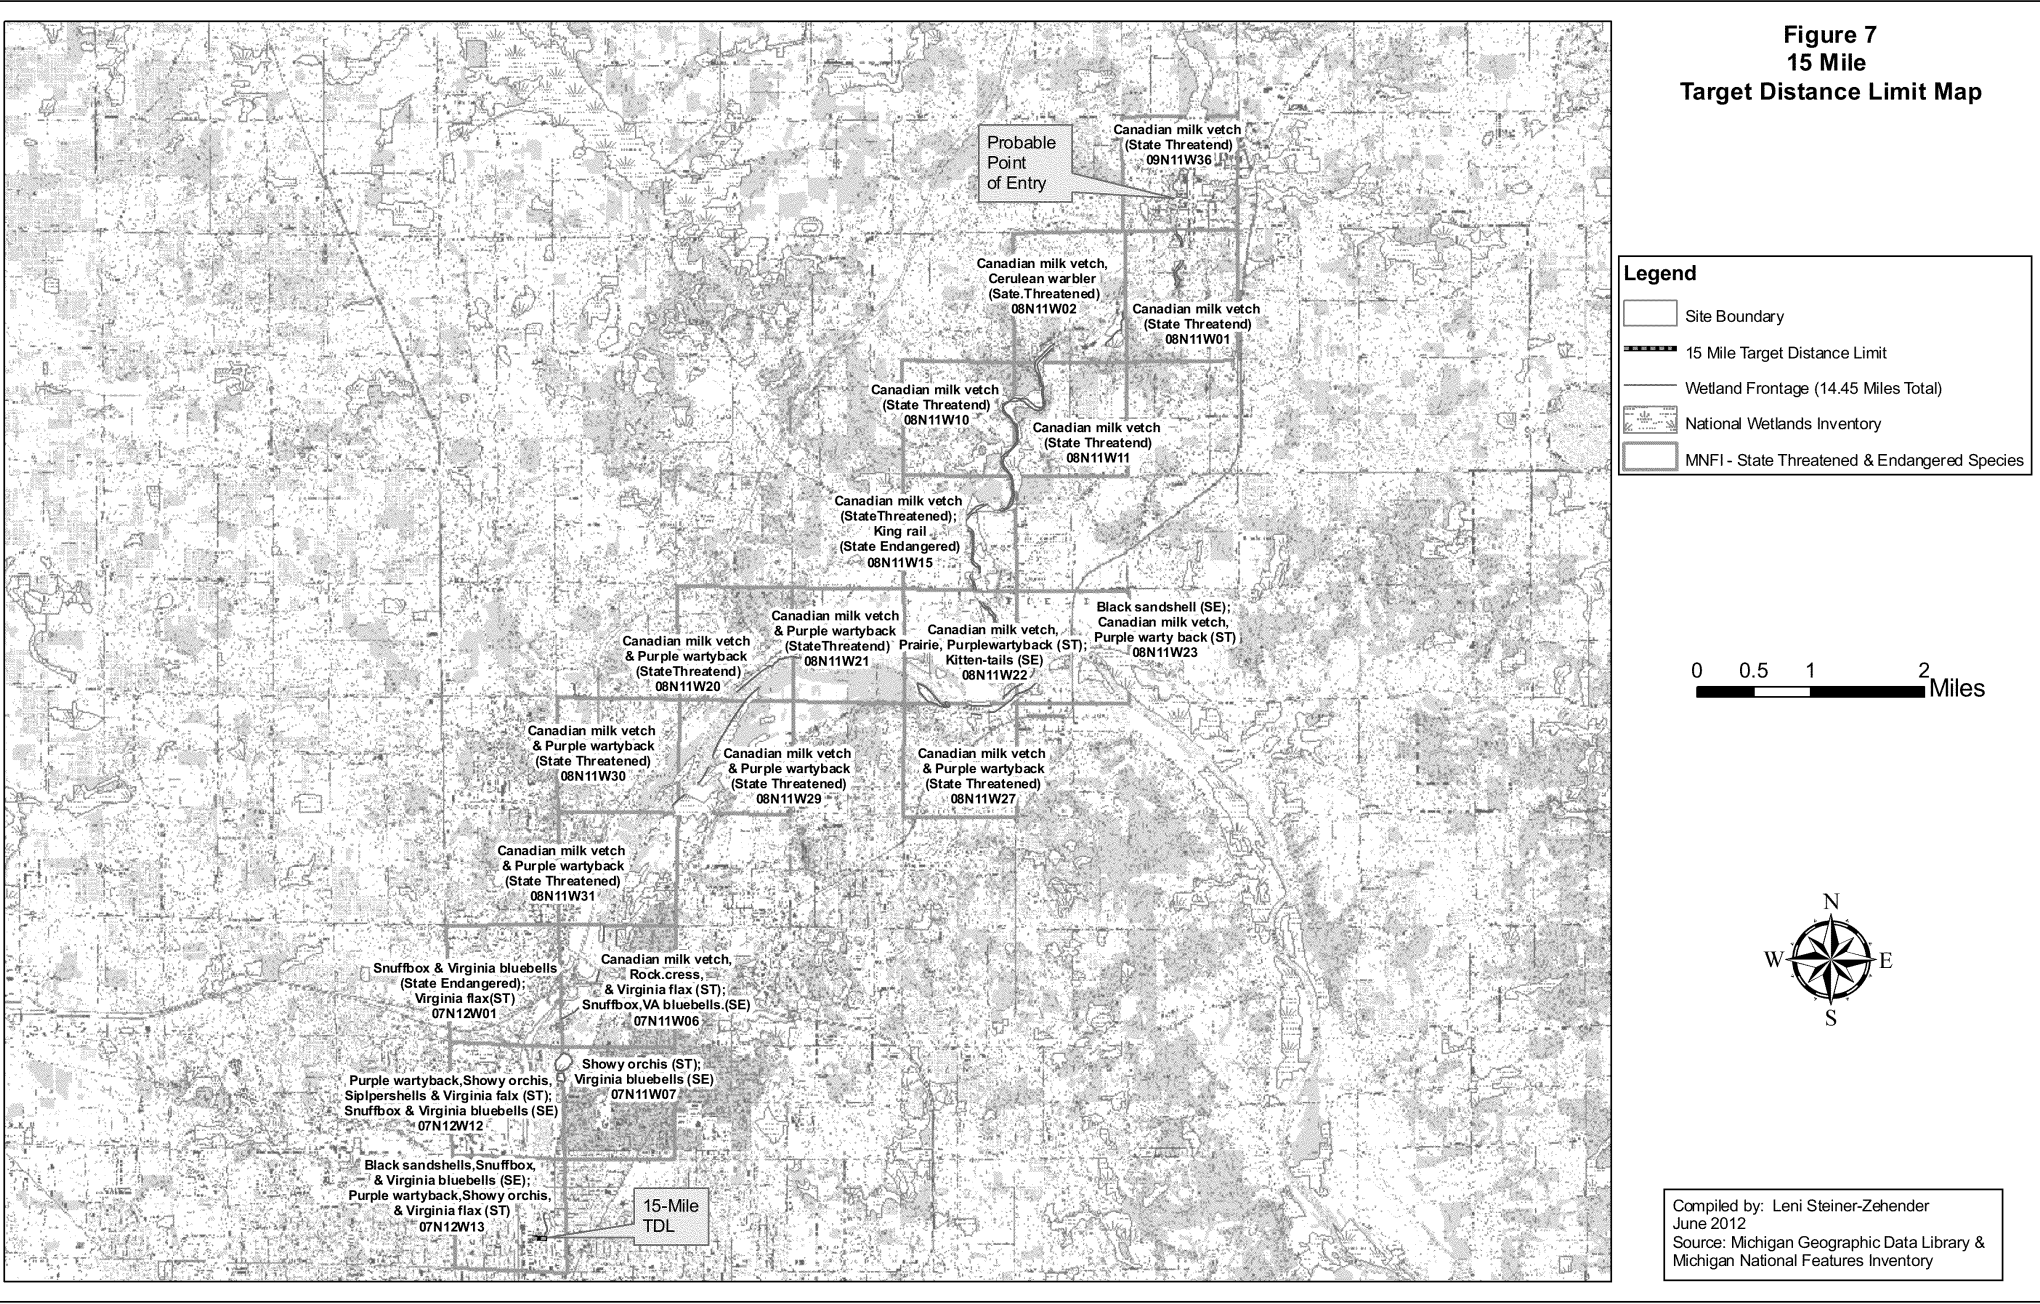 Figure 7
15 Mile
Target Distance Limit Map
Probable
Point
of Entry
Canadian milk vetch
(State Threatend)
09N11W36
Canadian milk vetch,
Cerulean warbler
(Sate.Threatened)
08N11W02
Canadian milk vetch
(State Threatend)
08N11W01
Canadian milk vetch
(State Threatend)
08N11W10
Canadian milk vetch
(State Threatend)
08N11W11
Canadian milk vetch
(StateThreatened);
King rail
(State Endangered)
08N11W15
Canadian milk vetch
& Purple wartyback
(StateThreatend)
08N11W20
Canadian milk vetch
& Purple wartyback
(StateThreatend)
08N11W21
Canadian milk vetch,
Prairie, Purplewartyback (ST);
Kitten-tails (SE)
08N11W22
Black sandshell (SE);
Canadian milk vetch,
Purple warty back (ST)
08N11W23
Canadian milk vetch
& Purple wartyback
(State Threatened)
08N11W30
Canadian milk vetch
& Purple wartyback
(State Threatened)
08N11W29
Canadian milk vetch
& Purple wartyback
(State Threatened)
08N11W27
Canadian milk vetch
& Purple wartyback
(State Threatened)
08N11W31
Snuffbox & Virginia bluebells
(State Endangered);
Virginia flax(ST)
07N12W01
Canadian milk vetch,
Rock.cress,
& Virginia flax (ST);
Snuffbox,VA bluebells.(SE)
07N11W06
Showy orchis (ST);
Virginia bluebells (SE)
07N11W07
Purple wartyback,Showy orchis,
Siplpershells & Virginia falx (ST);
Snuffbox & Virginia bluebells (SE)
07N12W12
Black sandshells,Snuffbox,
& Virginia bluebells (SE);
Purple wartyback,Showy orchis,
& Virginia flax (ST)
07N12W13
15-Mile
TDL
Legend
Site Boundary
15 Mile Target Distance Limit
Wetland Frontage (14.45 Miles Total)
National Wetlands Inventory
MNFI - State Threatened & Endangered Species
0 0.5 1 2
Miles
N
W E
S
Compiled by: Leni Steiner-Zehender
June 2012
Source: Michigan Geographic Data Library &
Michigan National Features Inventory